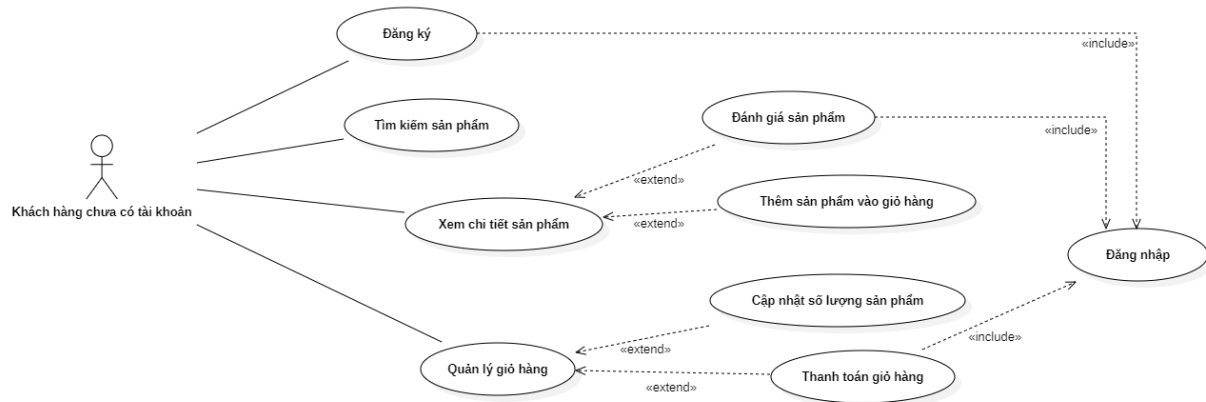 Đăng ký
«include»
Đánh giá sản phẩm
Tìm kiếm sản phẩm
«include»
«extend»
Khách hàng chưa có tài khoản
Thêm sản phẩm vào giỏ hàng
Xem chi tiết sản phẩm
«extend»
Đăng nhập
Cập nhật số lượng sản phẩm
«include»
«extend»
Quản lý giỏ hàng
Thanh toán giỏ hàng
«extend»